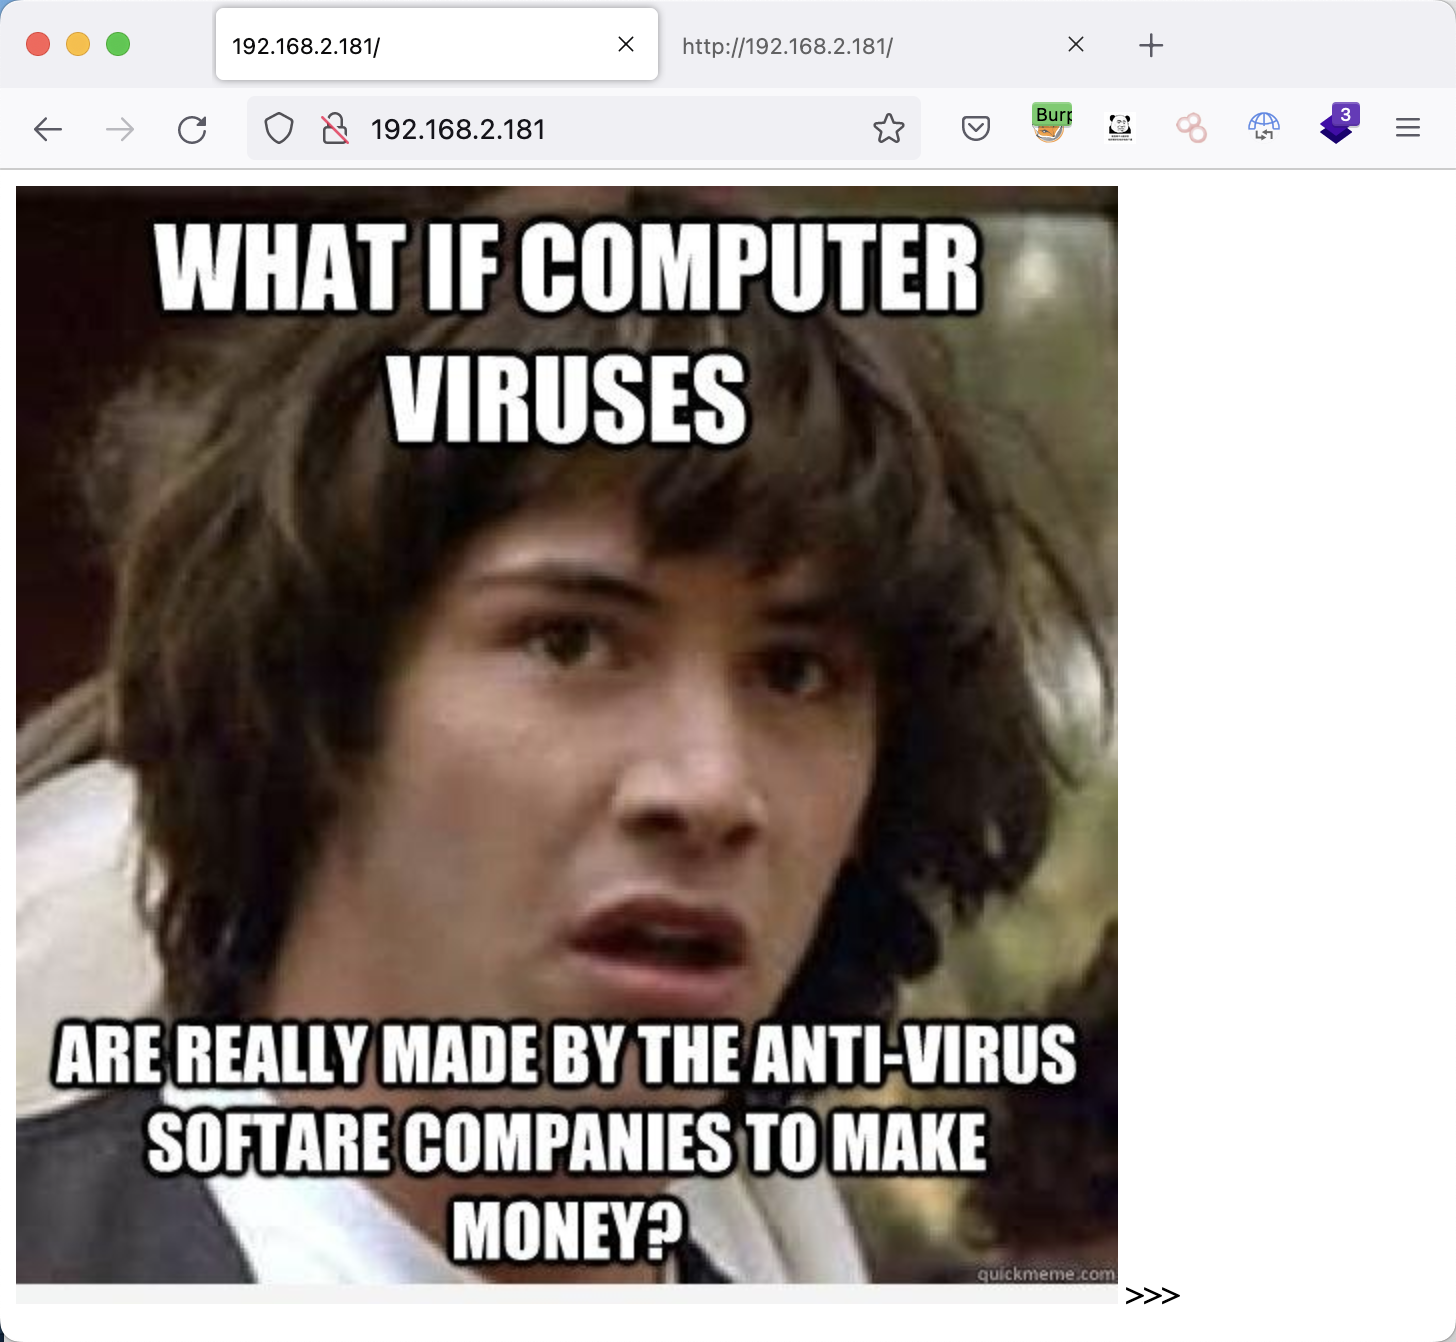 192.168.2.181/
http://192.168.2.181/
192.168.2.181
Burp
3
WHAT IF COMPUTER
VIRUSES
ARE REALLY MADE BY THE ANTI-VIRUS
SOFTARE COMPANIES TO MAKE
MONEY?
quickmeme.com
>>>